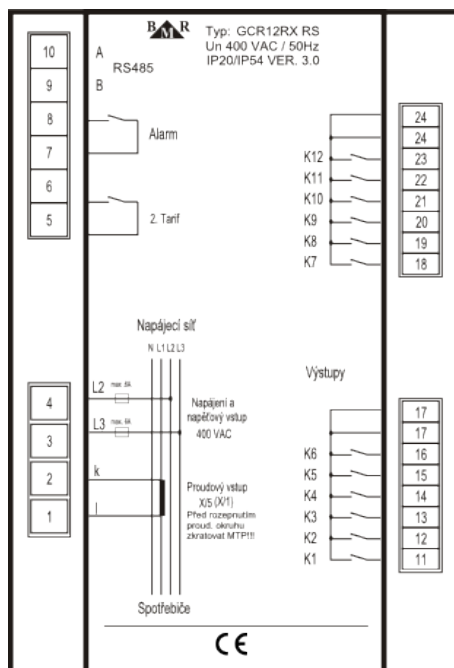 BMR
Typ: GCR12RX RS
Un 400 VAC / 50Hz
IP20/IP54 VER. 3.0
10
A
RS485
9
B
8
7
Alarm
6
5
2. Tarif
24
24
K12
23
K11
22
K10
21
K9
20
K8
19
K7
18
Napájecí síť
N L1 L2 L3
Výstupy
4
L2
max. 6A
3
L3
max. 6A
Napájení a
napěťový vstup
400 VAC
2
k
1
l
Proudový vstup
X/5 (X/1)
Před rozepnutím
proud. okruhu
zkratovat MTP!!!
17
17
K6
16
K5
15
K4
14
K3
13
K2
12
K1
11
Spotřebiče
CE